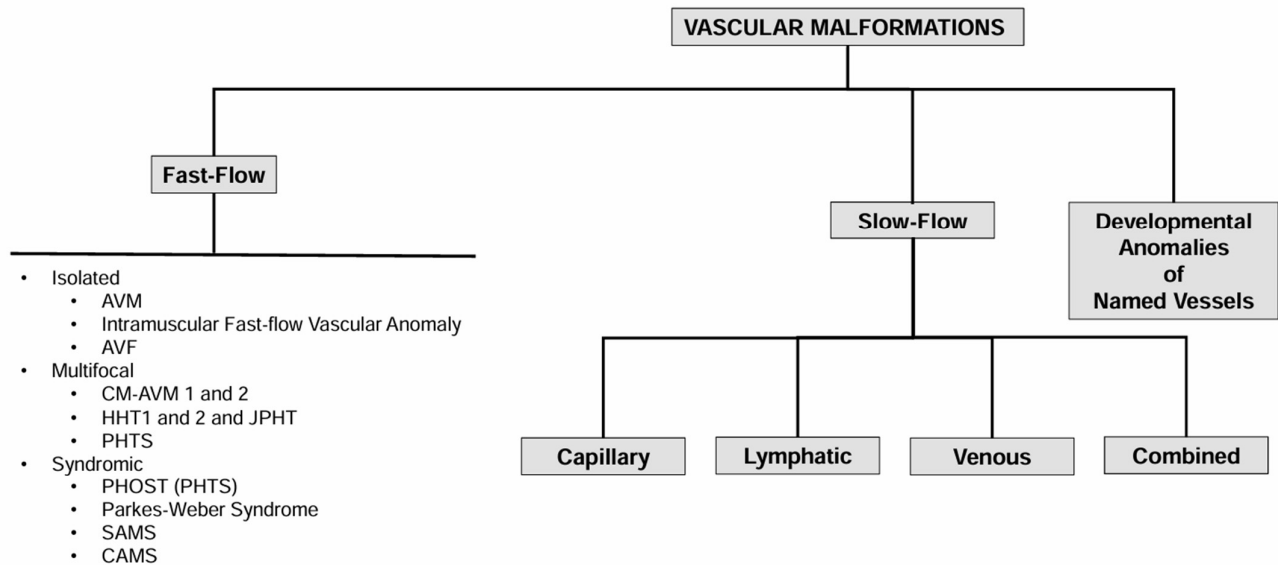 VASCULAR MALFORMATIONS
Fast-Flow
• Isolated
• AVM
• Intramuscular Fast-flow Vascular Anomaly
• AVF
• Multifocal
• CM-AVM 1 and 2
• HHT1 and 2 and JPHT
• PHTS
• Syndromic
• PHOST (PHTS)
• Parkes-Weber Syndrome
• SAMS
• CAMS
Slow-Flow
Capillary
Lymphatic
Venous
Combined
Developmental
Anomalies
of
Named Vessels